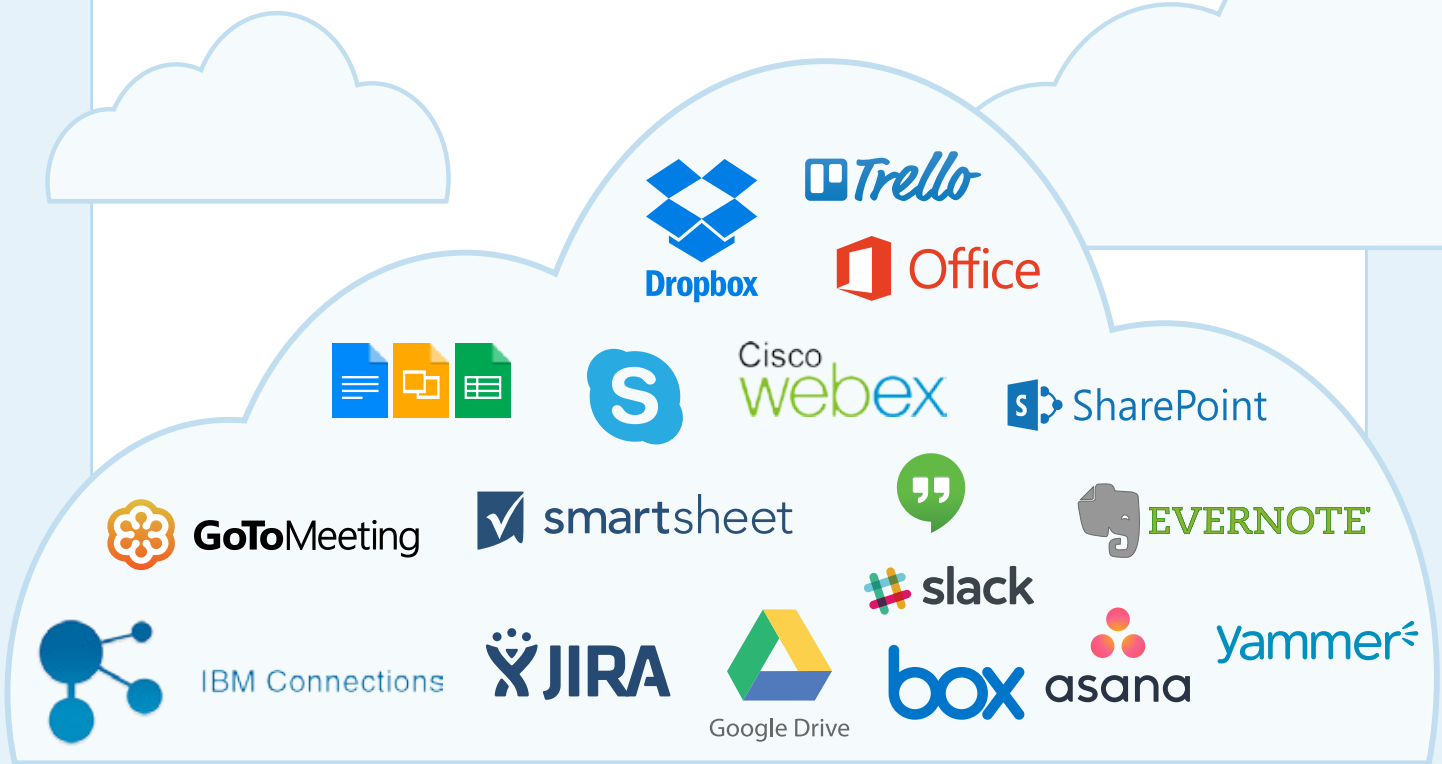 Trello
Dropbox
Office
S
Cisco
webex
S SharePoint
GoToMeeting
smartsheet
EVERNOTE
slack
IBM Connections
JIRA
Google Drive
box
asana
yammer